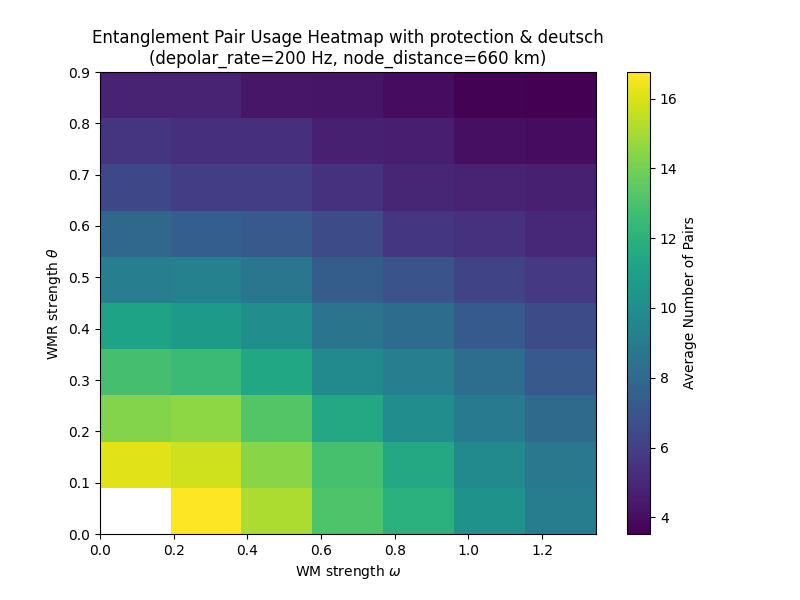 Entanglement Pair Usage Heatmap with protection & deutsch
(depolar_rate=200 Hz, node_distance=660 km)
0.9
0.8
0.7
0.6
0.5
0.4
0.3
0.2
0.1
0.0
WMR strength θ
0.0 0.2 0.4 0.6 0.8 1.0 1.2
WM strength ω
16
14
12
10
8
6
4
Average Number of Pairs